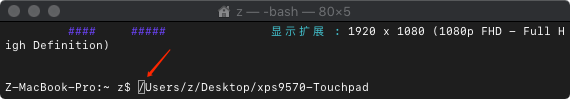 z — -bash — 80×5
#### ##### 显示扩展 : 1920 x 1080 (1080p FHD - Full H
igh Definition)
Z-MacBook-Pro:~ z$ /Users/z/Desktop/xps9570-Touchpad